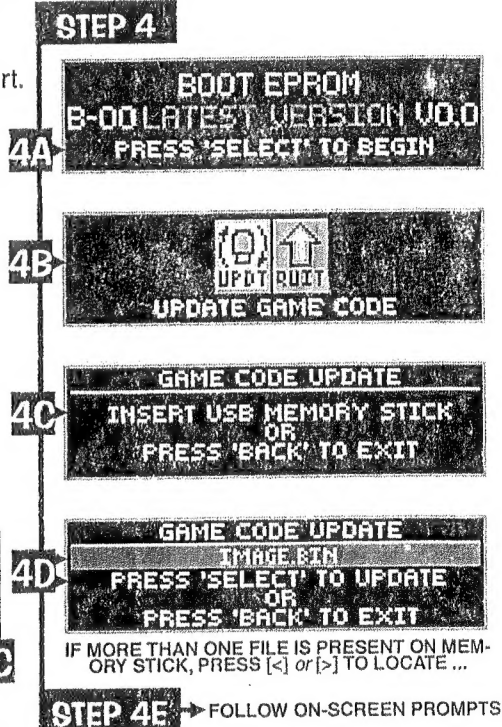 STEP 4
rt.
BOOT EPROM
B-00 LATEST VERSION V0.0
4A
PRESS 'SELECT' TO BEGIN
4B
UPDT QUIT
UPDATE GAME CODE
GAME CODE UPDATE
4C
INSERT USB MEMORY STICK
OR
PRESS 'BACK' TO EXIT
GAME CODE UPDATE
IMAGE.BIN
4D
PRESS 'SELECT' TO UPDATE
OR
PRESS 'BACK' TO EXIT
IF MORE THAN ONE FILE IS PRESENT ON MEM-
ORY STICK, PRESS [<] or [>] TO LOCATE ...
STEP 4E FOLLOW ON-SCREEN PROMPTS